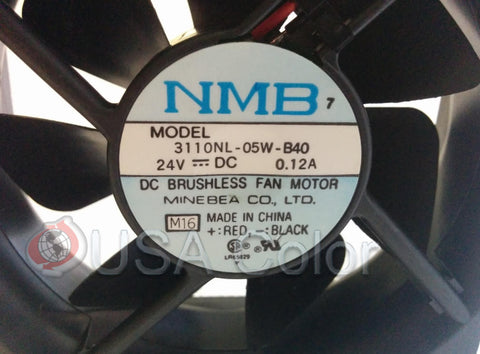 NMB 7
MODEL
3110NL-05W-B40
24V ⎓ DC 0.12A
DC BRUSHLESS FAN MOTOR
MINEBEA CO., LTD.
M16 MADE IN CHINA
+:RED,-:BLACK
LR65829
USA Color